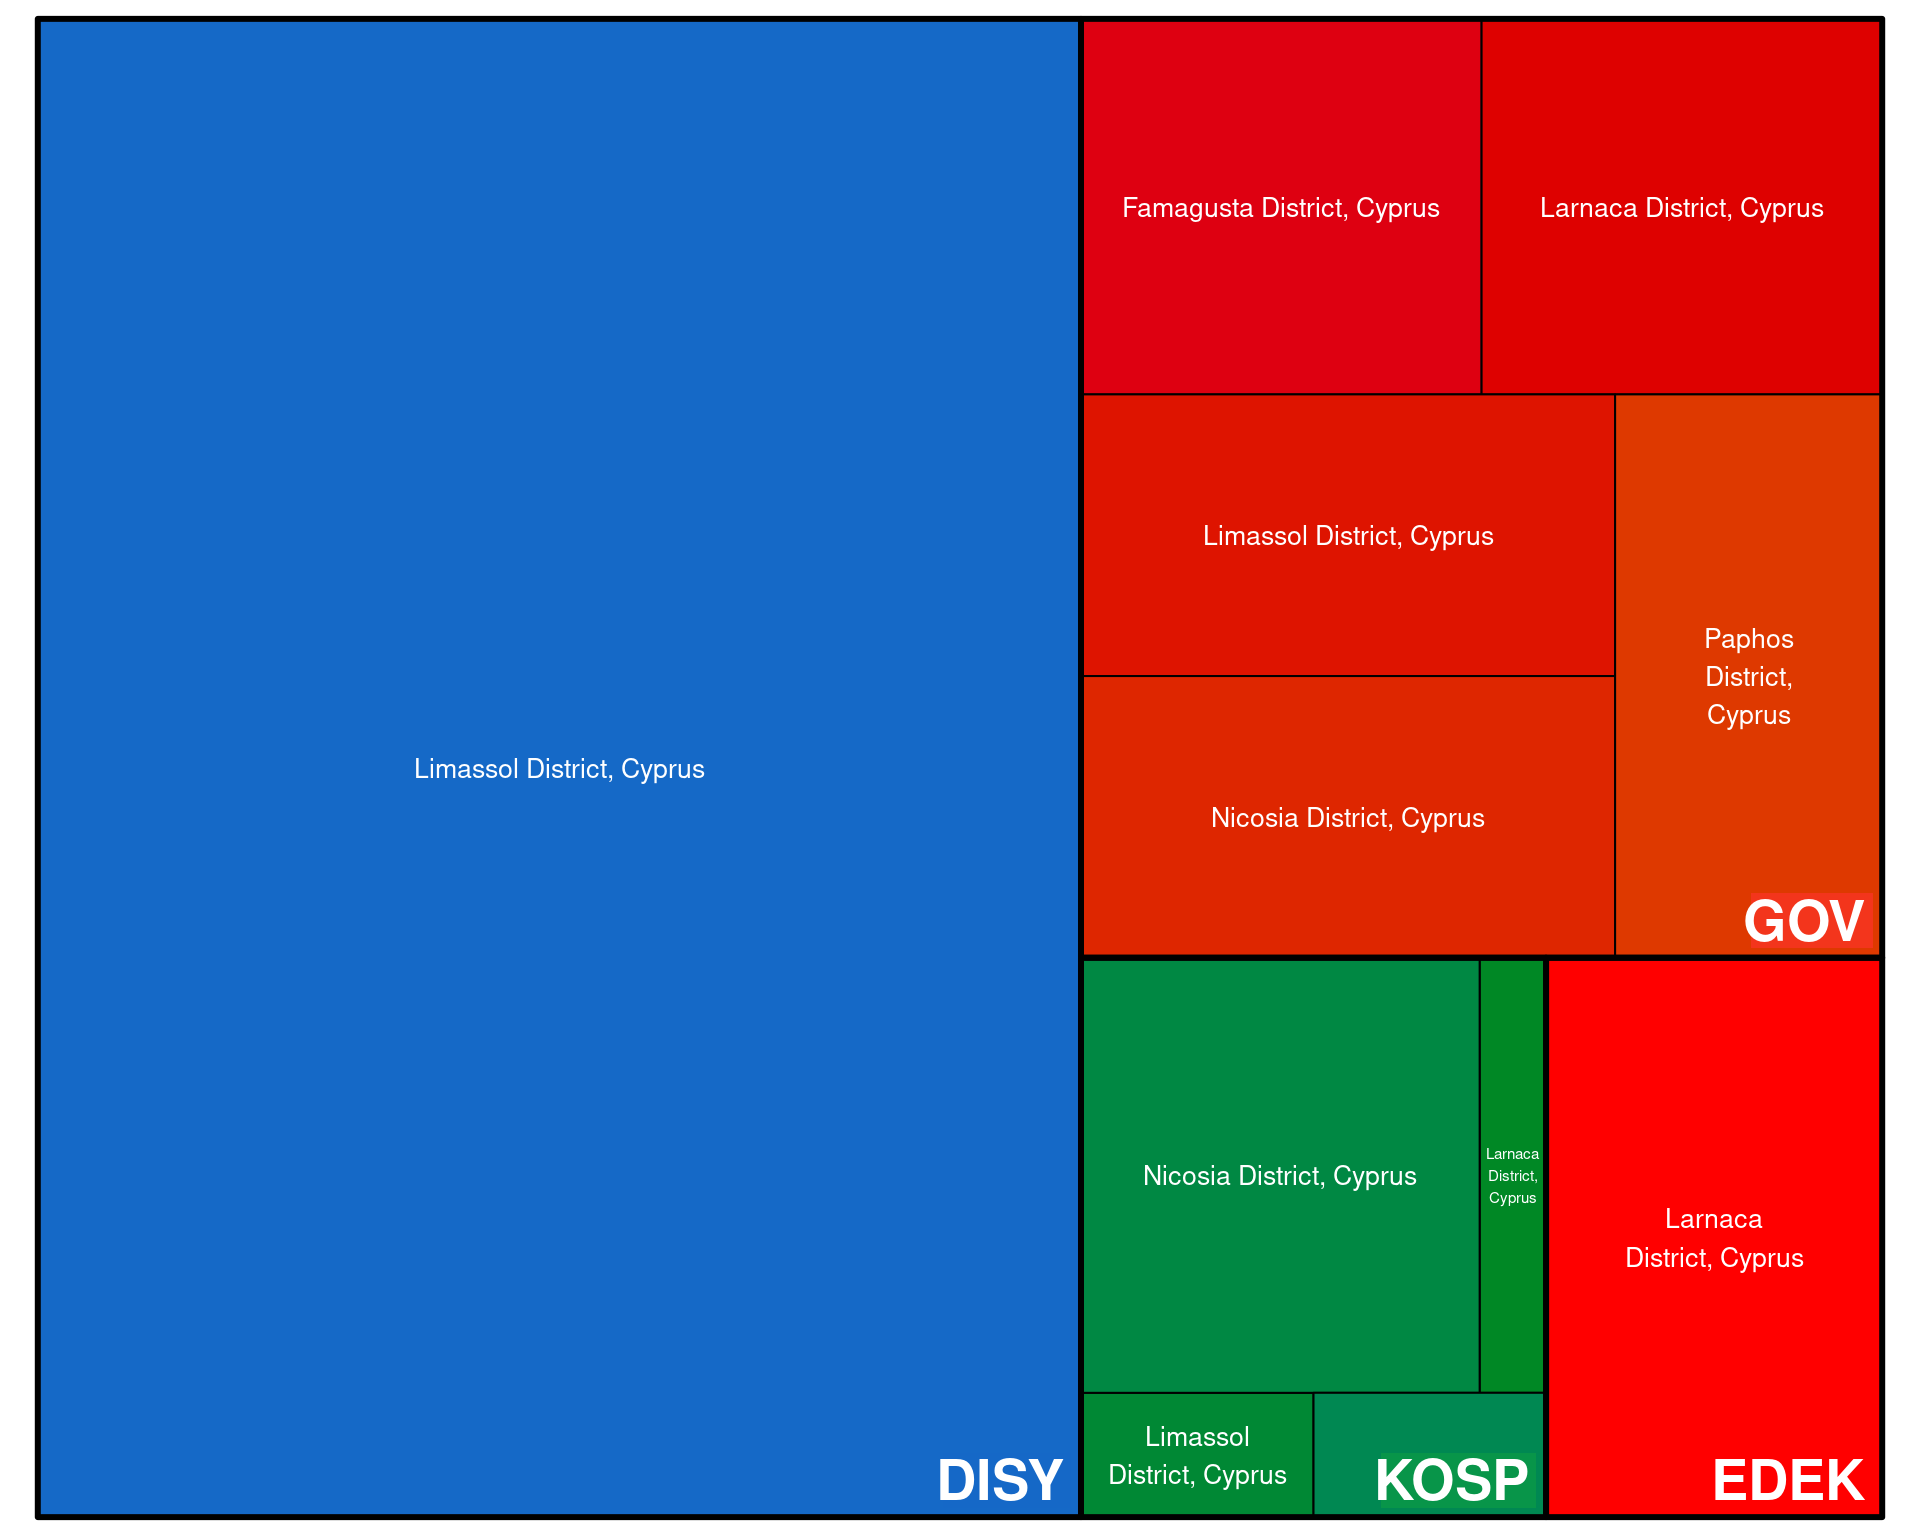 Limassol District, Cyprus
DISY
Famagusta District, Cyprus
Larnaca District, Cyprus
Limassol District, Cyprus
Nicosia District, Cyprus
Paphos
District,
Cyprus
GOV
Nicosia District, Cyprus
Larnaca
District,
Cyprus
Limassol
District, Cyprus
KOSP
Larnaca
District, Cyprus
EDEK